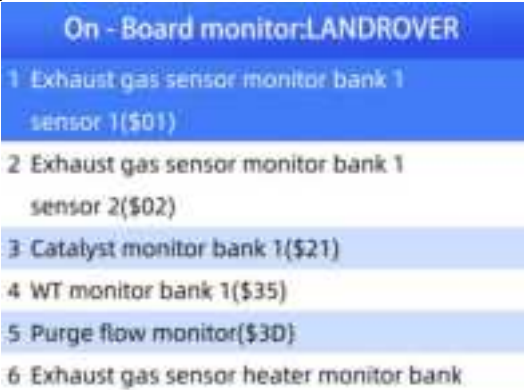 On - Board monitor:LANDROVER
1 Exhaust gas sensor monitor bank 1
sensor 1($01)
2 Exhaust gas sensor monitor bank 1
sensor 2($02)
3 Catalyst monitor bank 1($21)
4 WT monitor bank 1($35)
5 Purge flow monitor($3D)
6 Exhaust gas sensor heater monitor bank